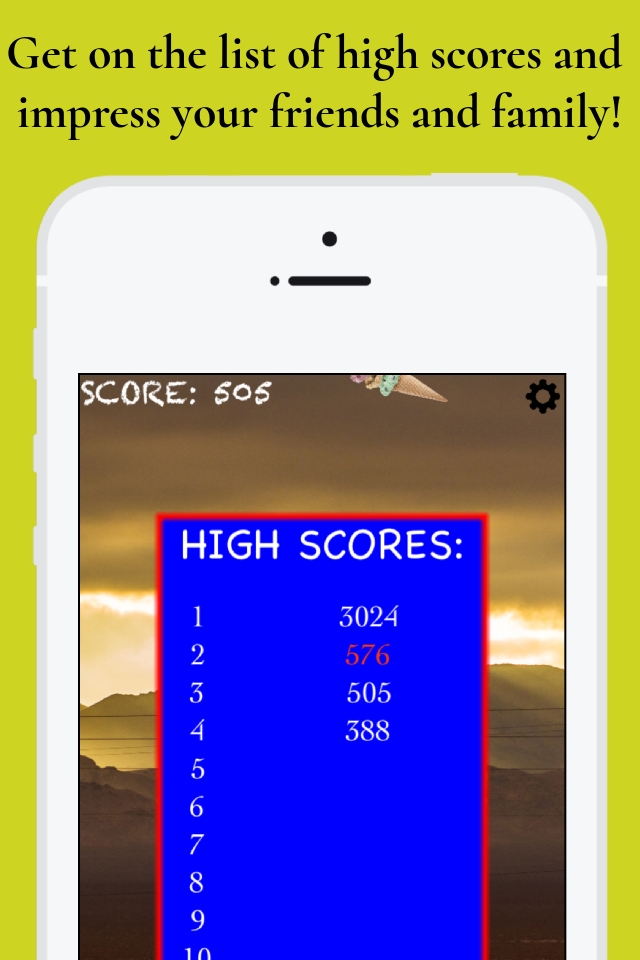 Get on the list of high scores and
impress your friends and family!
SCORE: 505
HIGH SCORES:
1 3024
2 576
3 505
4 388
5
6
7
8
9
10